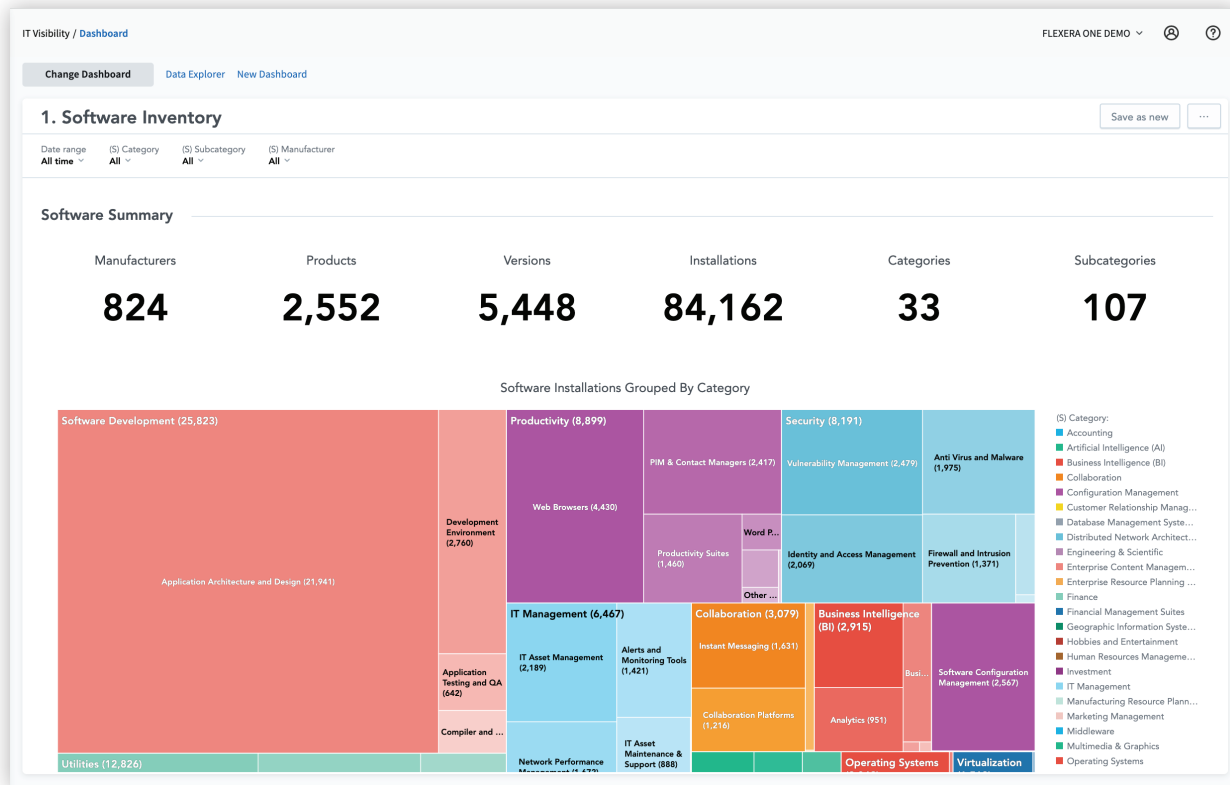 IT Visibility / Dashboard
FLEXERA ONE DEMO
Change Dashboard
Data Explorer
New Dashboard
1. Software Inventory
Save as new
...
Date range
All time
(S) Category
All
(S) Subcategory
All
(S) Manufacturer
All
Software Summary
Manufacturers
824
Products
2,552
Versions
5,448
Installations
84,162
Categories
33
Subcategories
107
Software Installations Grouped By Category
Software Development (25,823)
Application Architecture and Design (21,941)
Development
Environment
(2,760)
Application
Testing and QA
(642)
Compiler and ...
Utilities (12,826)
Productivity (8,899)
Web Browsers (4,430)
PIM & Contact Managers (2,417)
Productivity Suites
(1,460)
Word P...
Other ...
Security (8,191)
Vulnerability Management (2,479)
Anti Virus and Malware
(1,975)
Identity and Access Management
(2,069)
Firewall and Intrusion
Prevention (1,371)
IT Management (6,467)
IT Asset Management
(2,189)
Alerts and
Monitoring Tools
(1,421)
Network Performance
IT Asset
Maintenance &
Support (888)
Collaboration (3,079)
Instant Messaging (1,631)
Collaboration Platforms
(1,216)
Business Intelligence
(BI) (2,915)
Busi...
Analytics (951)
Software Configuration
Management (2,567)
Operating Systems
Virtualization
(S) Category:
Accounting
Artificial Intelligence (AI)
Business Intelligence (BI)
Collaboration
Configuration Management
Customer Relationship Manag...
Database Management Syste...
Distributed Network Architect...
Engineering & Scientific
Enterprise Content Managem...
Enterprise Resource Planning ...
Finance
Financial Management Suites
Geographic Information Syste...
Hobbies and Entertainment
Human Resources Manageme...
Investment
IT Management
Manufacturing Resource Plann...
Marketing Management
Middleware
Multimedia & Graphics
Operating Systems